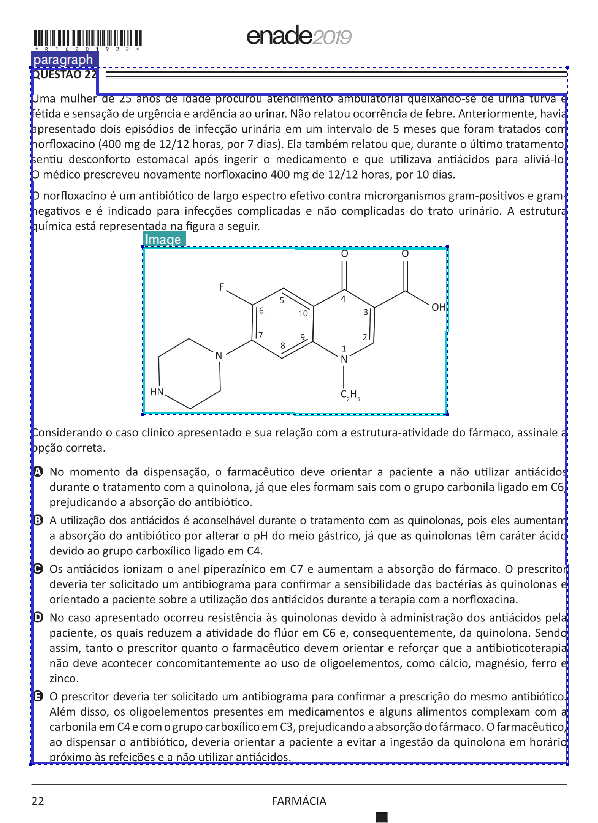 * R 1 6 2 0 1 9 2 2 *
enade2019
paragraph
QUESTÃO 22
Uma mulher de 25 anos de idade procurou atendimento ambulatorial queixando-se de urina turva e
fétida e sensação de urgência e ardência ao urinar. Não relatou ocorrência de febre. Anteriormente, havia
apresentado dois episódios de infecção urinária em um intervalo de 5 meses que foram tratados com
norfloxacino (400 mg de 12/12 horas, por 7 dias). Ela também relatou que, durante o último tratamento,
sentiu desconforto estomacal após ingerir o medicamento e que utilizava antiácidos para aliviá-lo.
O médico prescreveu novamente norfloxacino 400 mg de 12/12 horas, por 10 dias.
O norfloxacino é um antibiótico de largo espectro efetivo contra microrganismos gram-positivos e gram-
negativos e é indicado para infecções complicadas e não complicadas do trato urinário. A estrutura
química está representada na figura a seguir.
Image
O O
F 5 4 OH
6 10 3
7 9 2
8 1
N N
HN C2H5
Considerando o caso clínico apresentado e sua relação com a estrutura-atividade do fármaco, assinale a
opção correta.
A No momento da dispensação, o farmacêutico deve orientar a paciente a não utilizar antiácidos
durante o tratamento com a quinolona, já que eles formam sais com o grupo carbonila ligado em C6,
prejudicando a absorção do antibiótico.
B A utilização dos antiácidos é aconselhável durante o tratamento com as quinolonas, pois eles aumentam
a absorção do antibiótico por alterar o pH do meio gástrico, já que as quinolonas têm caráter ácido
devido ao grupo carboxílico ligado em C4.
C Os antiácidos ionizam o anel piperazínico em C7 e aumentam a absorção do fármaco. O prescritor
deveria ter solicitado um antibiograma para confirmar a sensibilidade das bactérias às quinolonas e
orientado a paciente sobre a utilização dos antiácidos durante a terapia com a norfloxacina.
D No caso apresentado ocorreu resistência às quinolonas devido à administração dos antiácidos pela
paciente, os quais reduzem a atividade do flúor em C6 e, consequentemente, da quinolona. Sendo
assim, tanto o prescritor quanto o farmacêutico devem orientar e reforçar que a antibioticoterapia
não deve acontecer concomitantemente ao uso de oligoelementos, como cálcio, magnésio, ferro e
zinco.
E O prescritor deveria ter solicitado um antibiograma para confirmar a prescrição do mesmo antibiótico.
Além disso, os oligoelementos presentes em medicamentos e alguns alimentos complexam com a
carbonila em C4 e com o grupo carboxílico em C3, prejudicando a absorção do fármaco. O farmacêutico,
ao dispensar o antibiótico, deveria orientar a paciente a evitar a ingestão da quinolona em horário
próximo às refeições e a não utilizar antiácidos.
22
FARMÁCIA